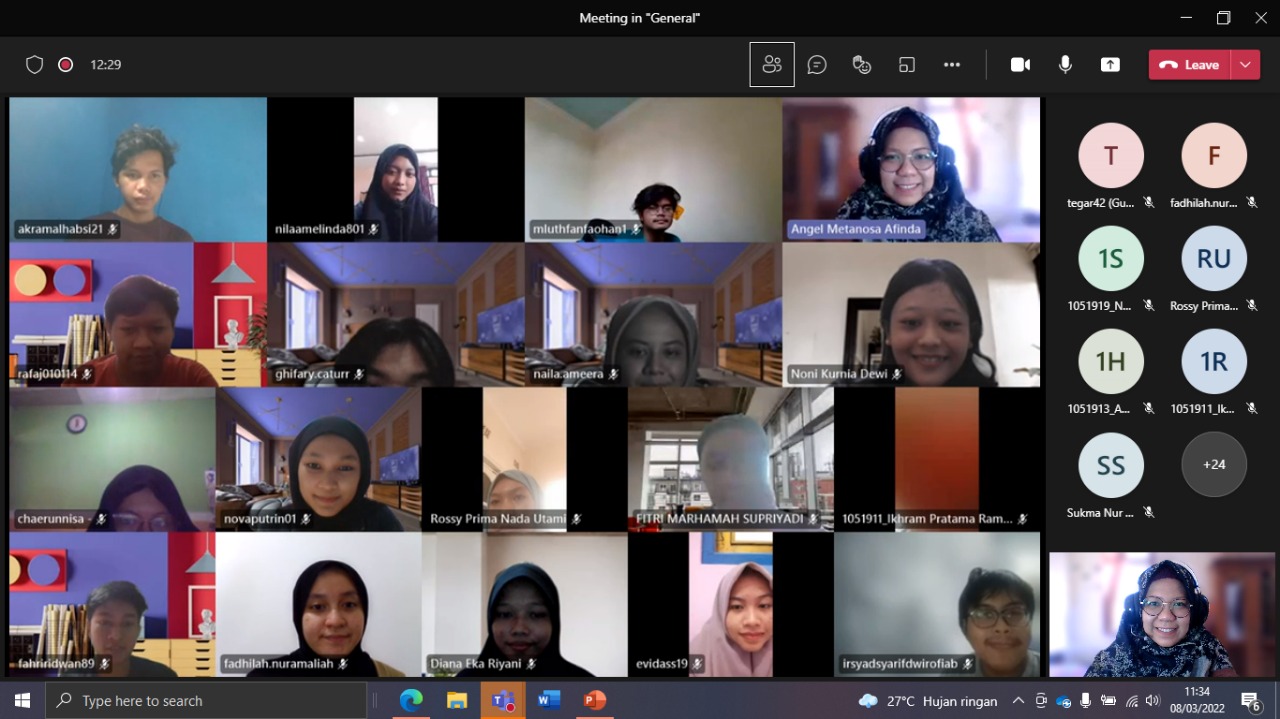 Meeting in "General"
12:29
Leave
akramalhabsi21
nilaamelinda801
mluthfanfaohan1
Angel Metanosa Afinda
rafaj010114
ghifary.caturr
naila.ameera
Noni Kurnia Dewi
chaerunnisa -
novaputrin01
Rossy Prima Nada Utami
FITRI MARHAMAH SUPRIYADI
1051911_Ikhram Pratama Ram...
fahriridwan89
fadhilah.nuramaliah
Diana Eka Riyani
evidass19
irsyadsyarifdwirofiab
T
F
tegar42 (Gu...
fadhilah.nur...
1S
RU
1051919_N...
Rossy Prima...
1H
1R
1051913_A...
1051911_Ik...
SS
+24
Sukma Nur ...
Type here to search
27°C Hujan ringan
11:34
08/03/2022
6